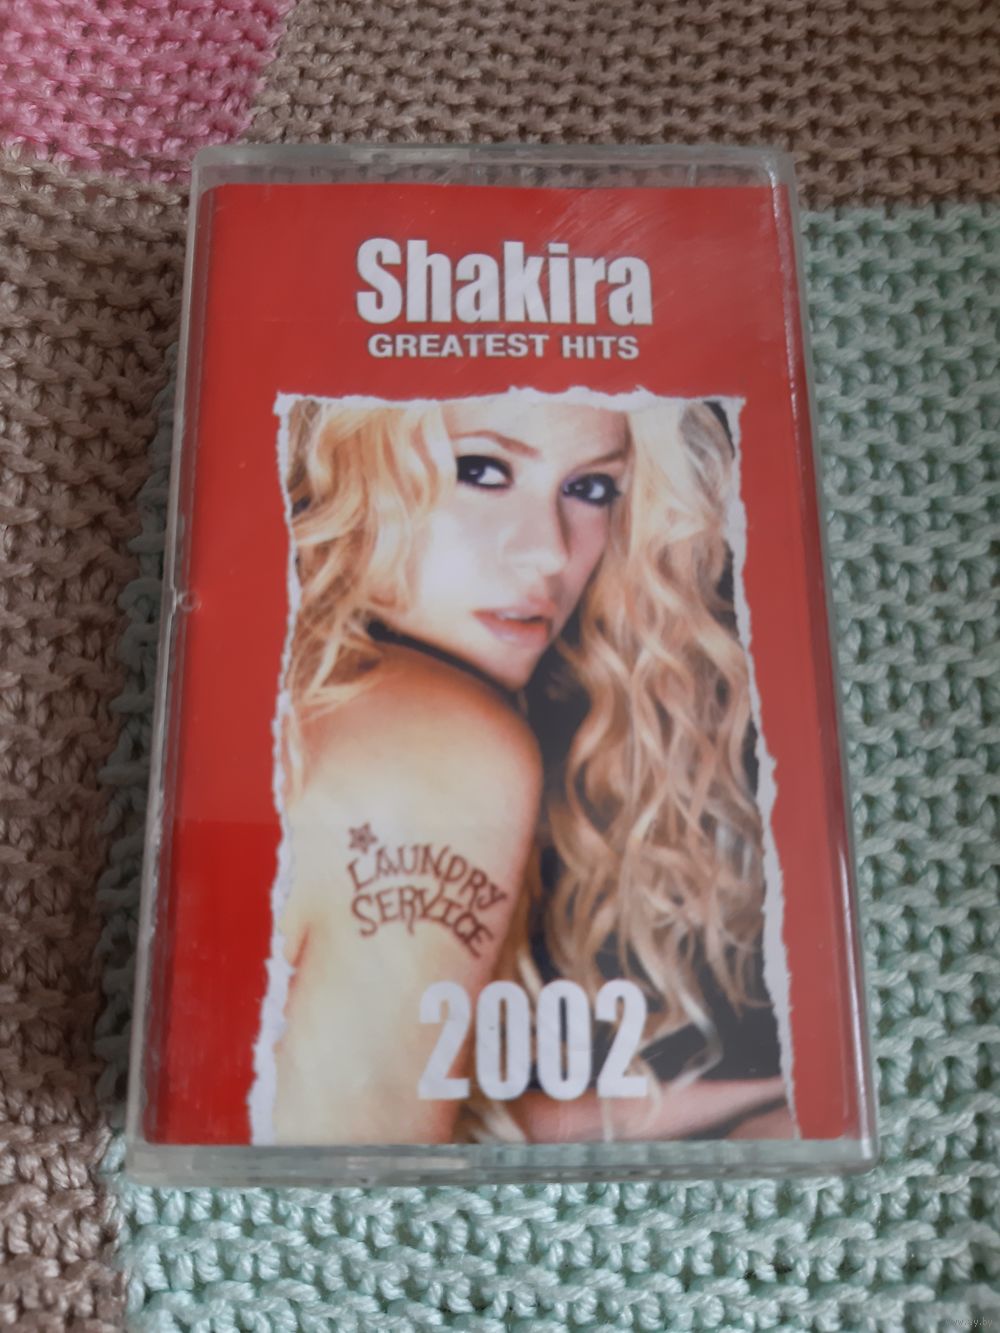 Shakira
GREATEST HITS
LAUNDRY
SERVICE
2002